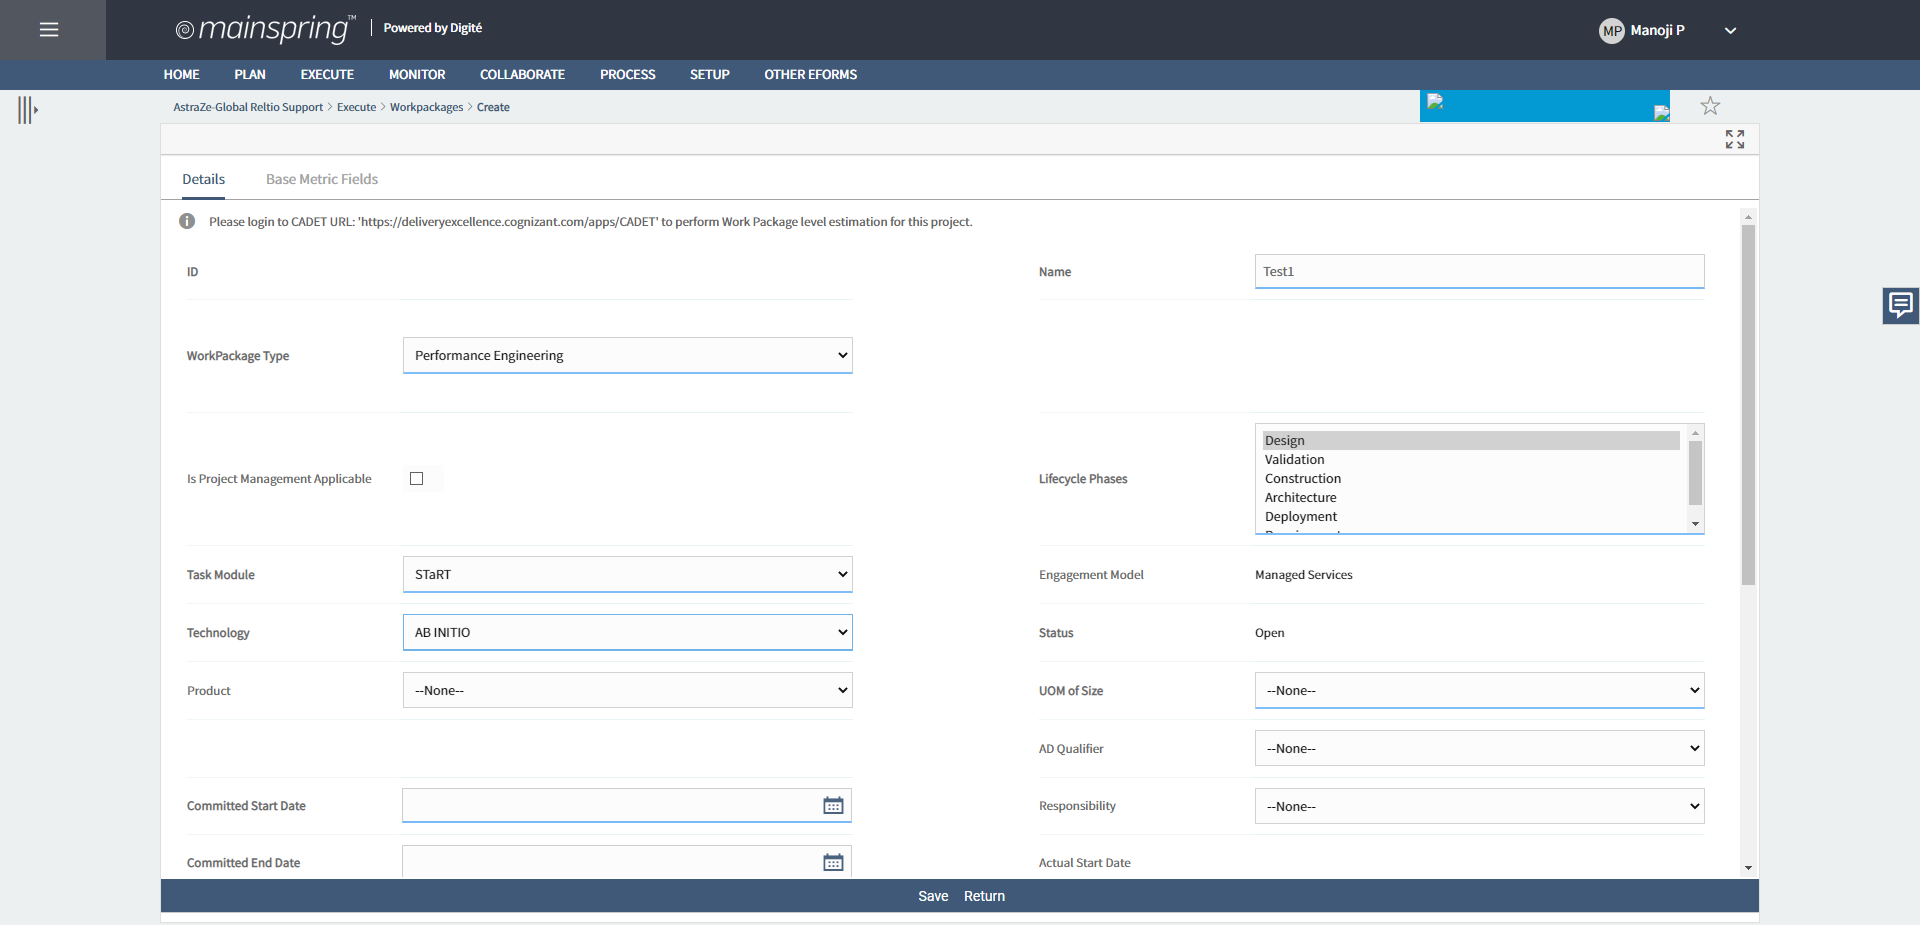 mainspring™ Powered by Digité
MP Manoji P
HOME PLAN EXECUTE MONITOR COLLABORATE PROCESS SETUP OTHER EFORMS
AstraZe-Global Reltio Support > Execute > Workpackages > Create
Details Base Metric Fields
Please login to CADET URL: 'https://deliveryexcellence.cognizant.com/apps/CADET' to perform Work Package level estimation for this project.
ID
Name Test1
WorkPackage Type Performance Engineering
Is Project Management Applicable
Lifecycle Phases
Design
Validation
Construction
Architecture
Deployment
Task Module STaRT
Engagement Model Managed Services
Technology AB INITIO
Status Open
Product --None--
UOM of Size --None--
AD Qualifier --None--
Committed Start Date
Responsibility --None--
Committed End Date
Actual Start Date
Save Return